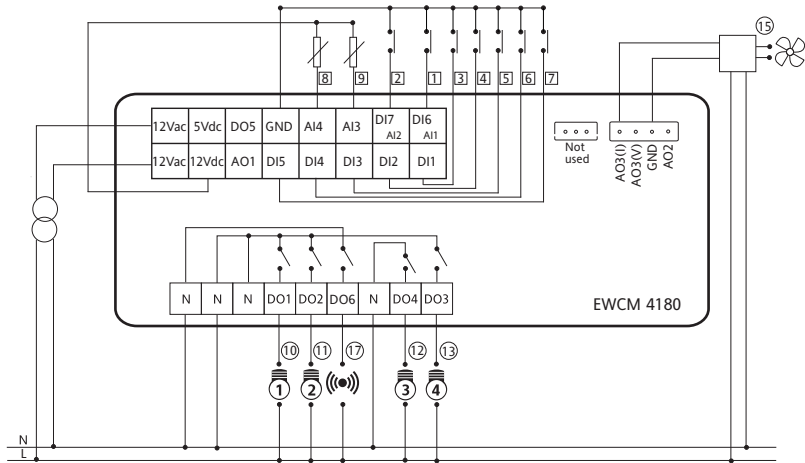 15
8 9 2 1 3 4 5 6 7
12Vac 5Vdc DO5 GND AI4 AI3 DI7 AI2 DI6 AI1
12Vac 12Vdc AO1 DI5 DI4 DI3 DI2 DI1
Not
used
AO3(I)
AO3(V)
GND
AO2
N N N DO1 DO2 DO6 N DO4 DO3
EWCM 4180
10 11 17 12 13
1 2 3 4
N
L